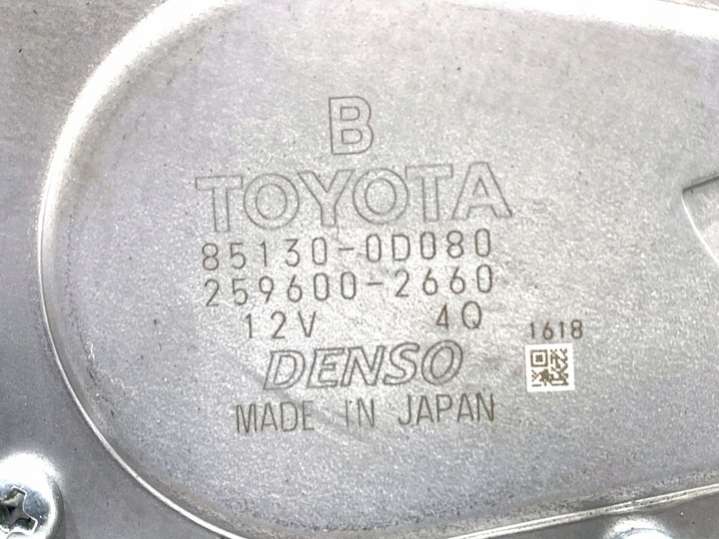 B
TOYOTA
85130-0D080
259600-2660
12V 4Q 1618
DENSO
MADE IN JAPAN